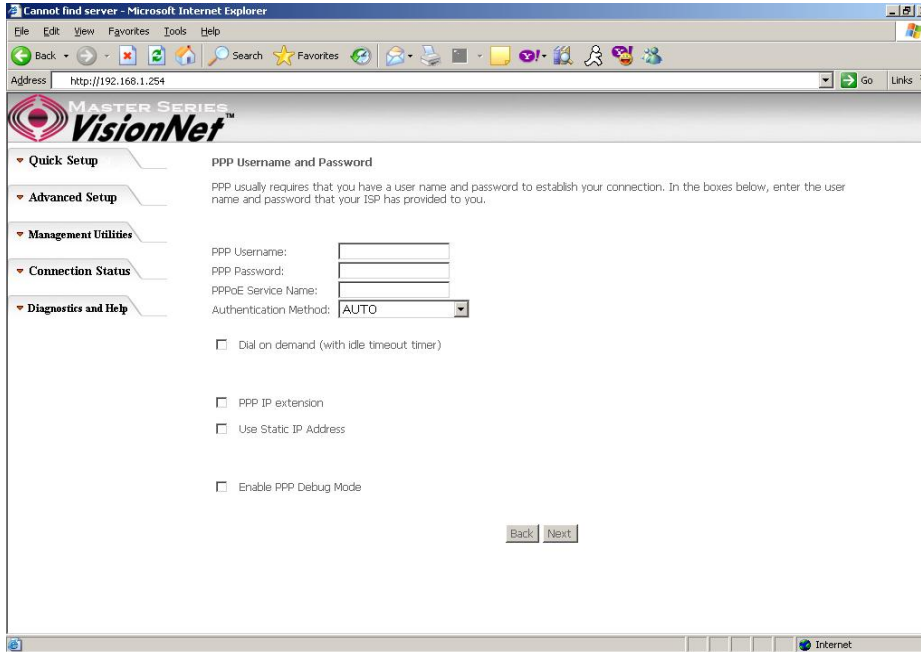 Cannot find server - Microsoft Internet Explorer
File Edit View Favorites Tools Help
Back Search Favorites
Address http://192.168.1.254 Go Links
MASTER SERIES
VisionNet™
Quick Setup
Advanced Setup
Management Utilities
Connection Status
Diagnostics and Help
PPP Username and Password
PPP usually requires that you have a user name and password to establish your connection. In the boxes below, enter the user
name and password that your ISP has provided to you.
PPP Username:
PPP Password:
PPPoE Service Name:
Authentication Method: AUTO
Dial on demand (with idle timeout timer)
PPP IP extension
Use Static IP Address
Enable PPP Debug Mode
Back Next
Internet